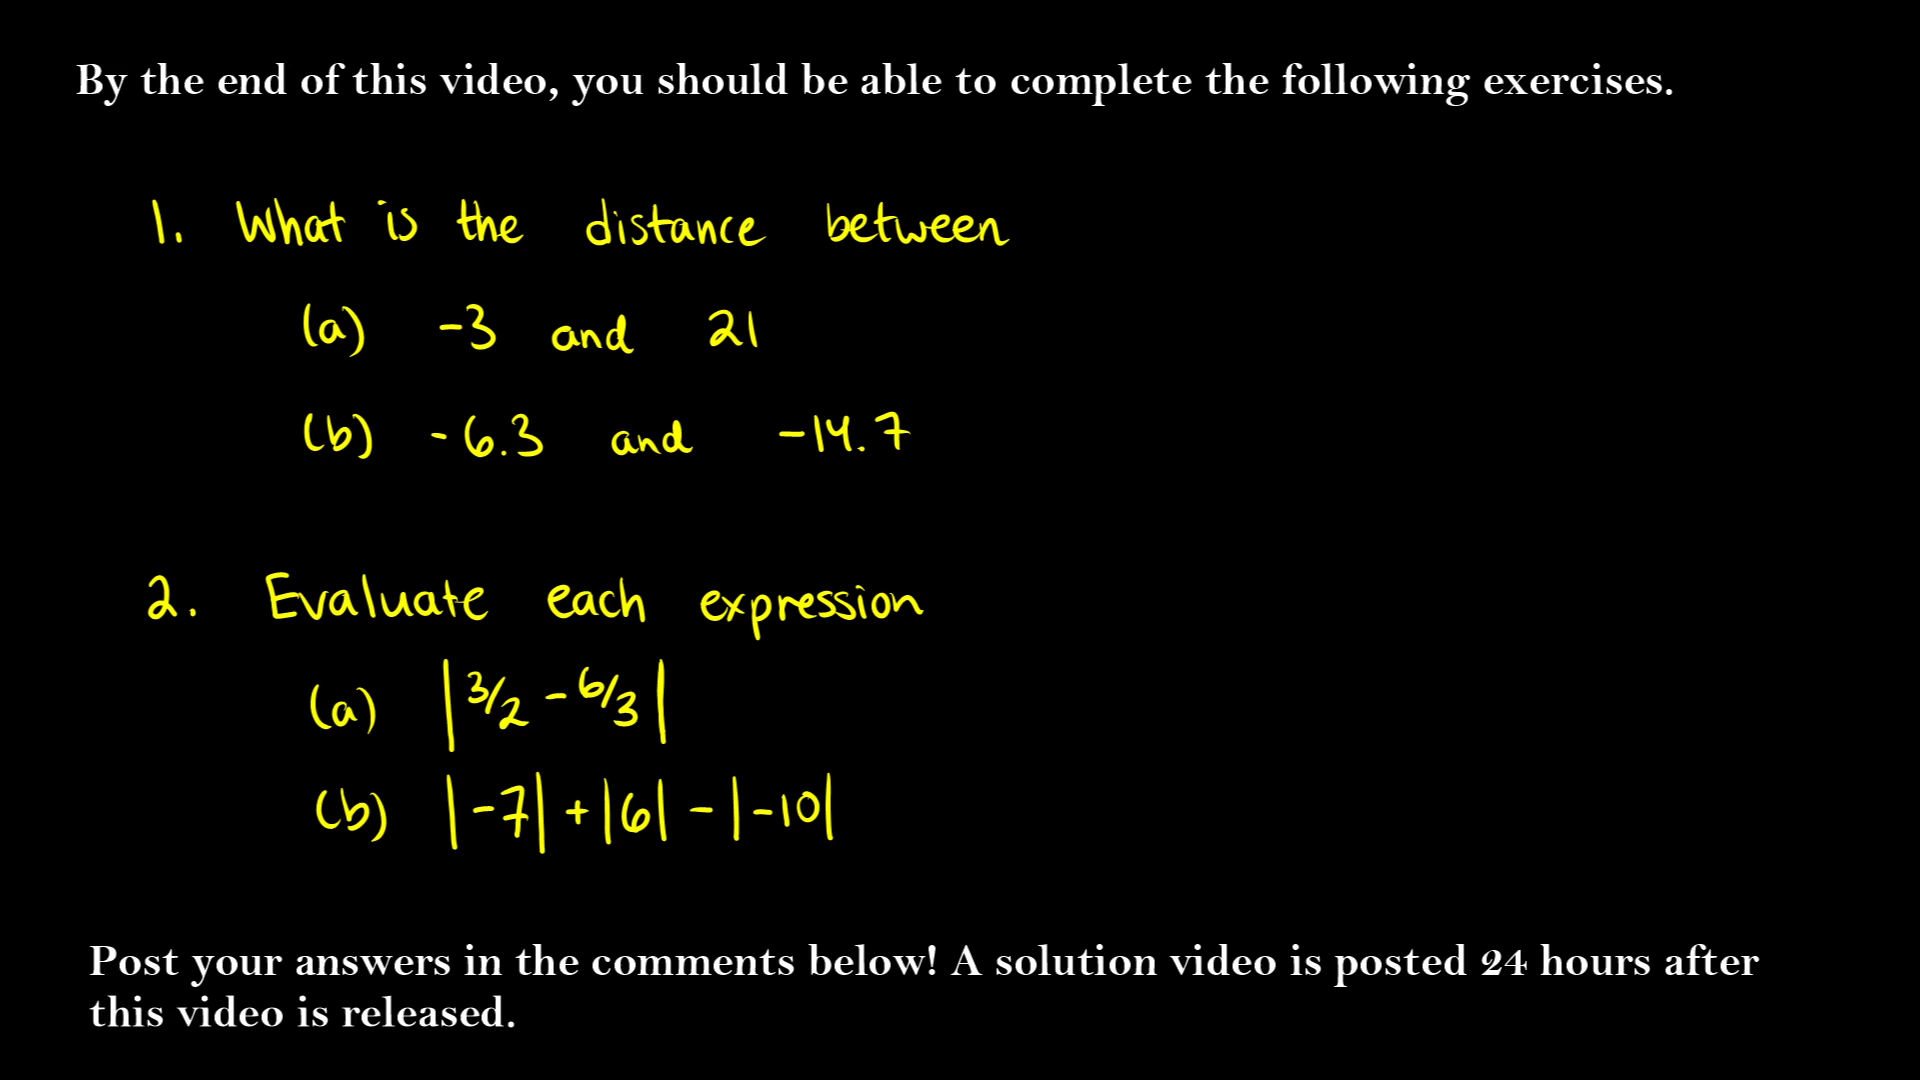 By the end of this video, you should be able to complete the following exercises.
1. What is the distance between
(a) -3 and 21
(b) -6.3 and -14.7
2. Evaluate each expression
(a) |3/2 - 6/3|
(b) |-7| + |6| - |-10|
Post your answers in the comments below! A solution video is posted 24 hours after
this video is released.